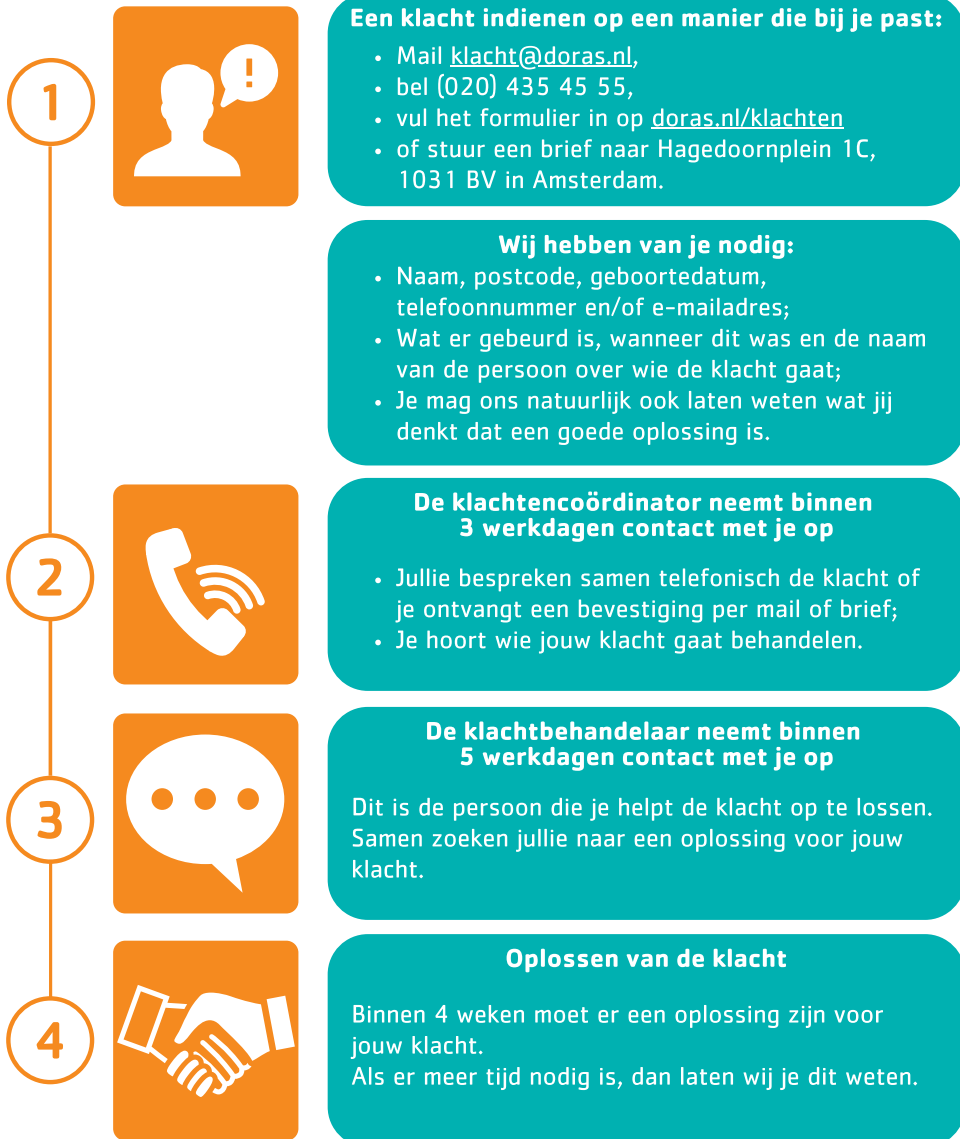 1
!
Een klacht indienen op een manier die bij je past:
• Mail klacht@doras.nl,
• bel (020) 435 45 55,
• vul het formulier in op doras.nl/klachten
• of stuur een brief naar Hagedoornplein 1C,
1031 BV in Amsterdam.
Wij hebben van je nodig:
• Naam, postcode, geboortedatum,
telefoonnummer en/of e-mailadres;
• Wat er gebeurd is, wanneer dit was en de naam
van de persoon over wie de klacht gaat;
• Je mag ons natuurlijk ook laten weten wat jij
denkt dat een goede oplossing is.
2
De klachtencoördinator neemt binnen
3 werkdagen contact met je op
• Jullie bespreken samen telefonisch de klacht of
je ontvangt een bevestiging per mail of brief;
• Je hoort wie jouw klacht gaat behandelen.
3
De klachtbehandelaar neemt binnen
5 werkdagen contact met je op
Dit is de persoon die je helpt de klacht op te lossen.
Samen zoeken jullie naar een oplossing voor jouw
klacht.
4
Oplossen van de klacht
Binnen 4 weken moet er een oplossing zijn voor
jouw klacht.
Als er meer tijd nodig is, dan laten wij je dit weten.